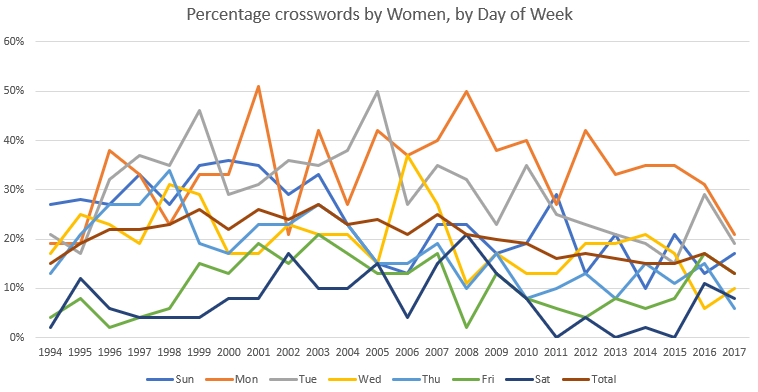 Percentage crosswords by Women, by Day of Week
60%
50%
40%
30%
20%
10%
0%
1994 1995 1996 1997 1998 1999 2000 2001 2002 2003 2004 2005 2006 2007 2008 2009 2010 2011 2012 2013 2014 2015 2016 2017
Sun Mon Tue Wed Thu Fri Sat Total